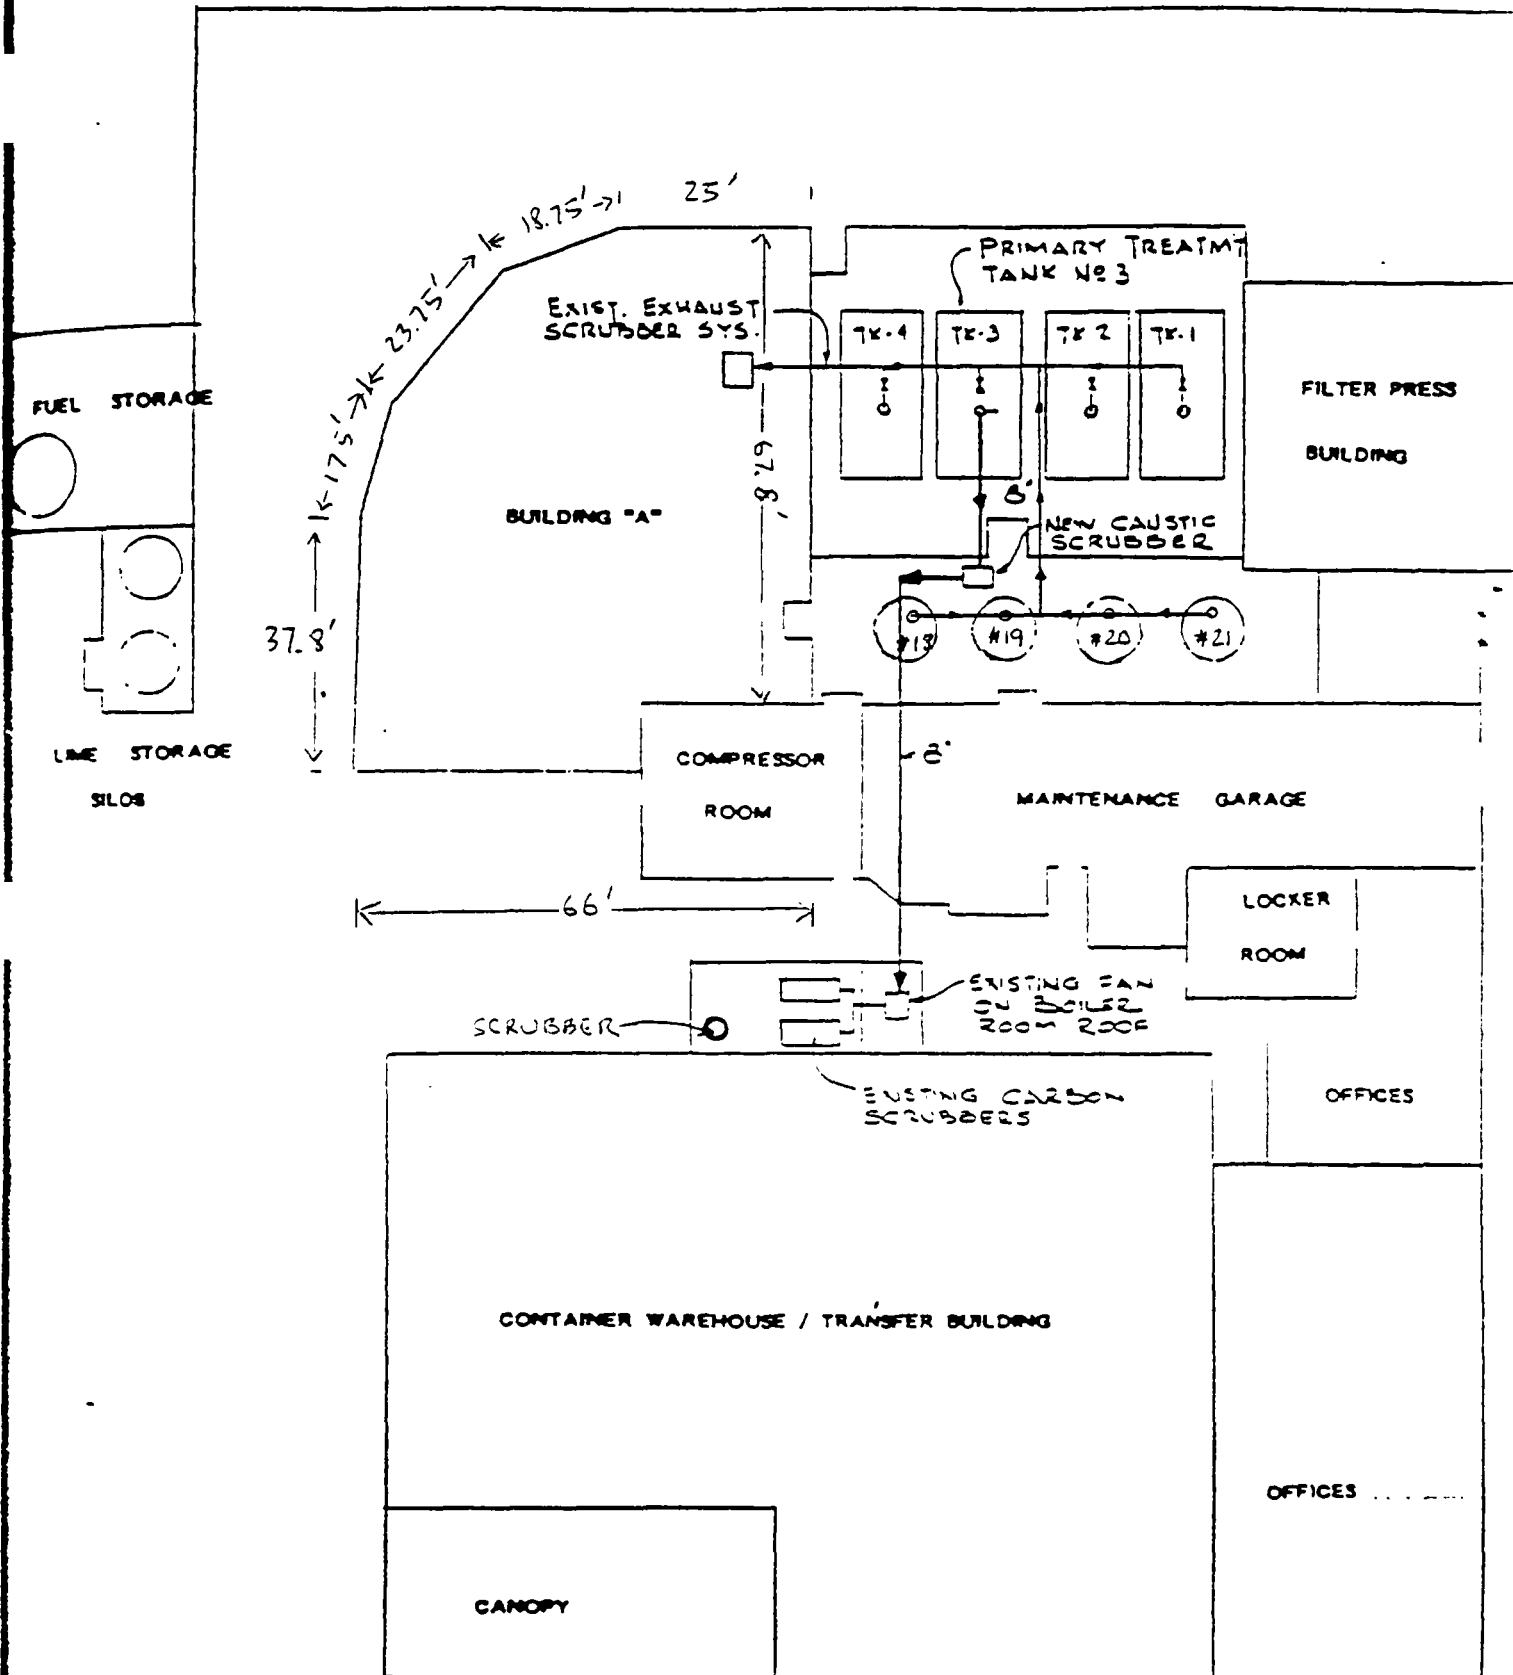 25'
18.75'
PRIMARY TREATMT
TANK № 3
23.75'
EXIST. EXHAUST
SCRUBBER SYS.
TK-4
TK-3
TK-2
TK-1
FUEL STORAGE
FILTER PRESS
BUILDING
17.5'
67.8'
8"
BUILDING "A"
NEW CAUSTIC
SCRUBBER
37.8'
#18
#19
#20
#21
LIME STORAGE
SILOS
COMPRESSOR
ROOM
8"
MAINTENANCE GARAGE
66'
LOCKER
ROOM
EXISTING FAN
ON BOILER
ROOM ROOF
SCRUBBER
EXISTING CARBON
SCRUBBERS
OFFICES
CONTAINER WAREHOUSE / TRANSFER BUILDING
OFFICES
CANOPY